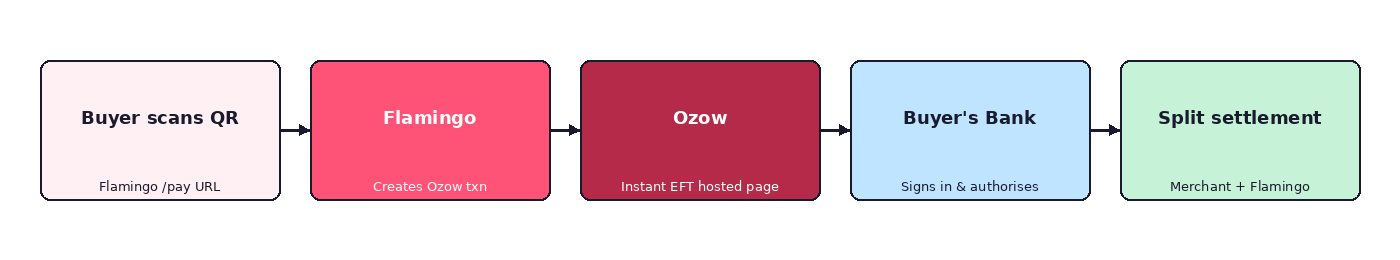 Buyer scans QR
Flamingo /pay URL
Flamingo
Creates Ozow txn
Ozow
Instant EFT hosted page
Buyer's Bank
Signs in & authorises
Split settlement
Merchant + Flamingo